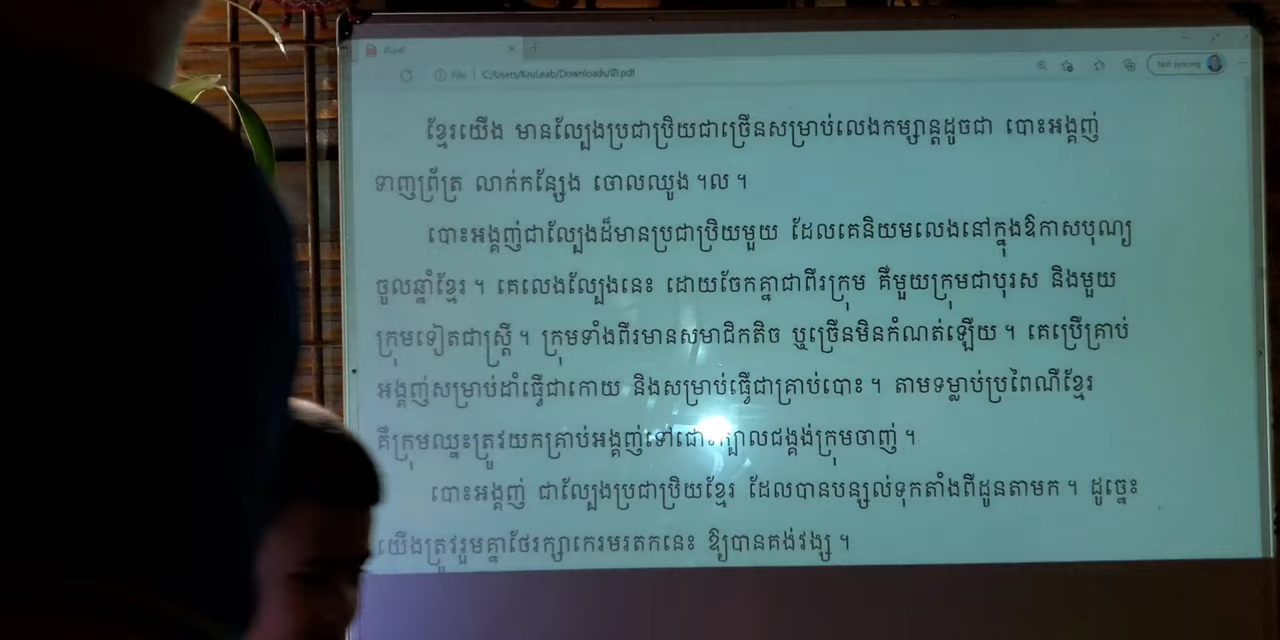 File | C:/Users/KruLeab/Downloads/ពីរ.pdf
Not syncing
ខ្មែរយើង មានល្បែងប្រជាប្រិយជាច្រើនសម្រាប់លេងកម្សាន្តដូចជា បោះអង្គញ់
ទាញព្រ័ត្រ លាក់កន្សែង ចោលឈូង ។ល ។
បោះអង្គញ់ជាល្បែងដ៏មានប្រជាប្រិយមួយ ដែលគេនិយមលេងនៅក្នុងឱកាសបុណ្យ
ចូលឆ្នាំខ្មែរ ។ គេលេងល្បែងនេះ ដោយចែកគ្នាជាពីរក្រុម គឺមួយក្រុមជាបុរស និងមួយ
ក្រុមទៀតជាស្ត្រី ។ ក្រុមទាំងពីរមានសមាជិកតិច ឬច្រើនមិនកំណត់ឡើយ ។ គេប្រើគ្រាប់
អង្គញ់សម្រាប់ដាំធ្វើជាកោយ និងសម្រាប់ធ្វើជាគ្រាប់បោះ ។ តាមទម្លាប់ប្រពៃណីខ្មែរ
គឺក្រុមឈ្នះត្រូវយកគ្រាប់អង្គញ់ទៅជោះក្បាលជង្គង់ក្រុមចាញ់ ។
បោះអង្គញ់ ជាល្បែងប្រជាប្រិយខ្មែរ ដែលបានបន្សល់ទុកតាំងពីដូនតាមក ។ ដូច្នេះ
យើងត្រូវរួមគ្នាថែរក្សាកេរមរតកនេះ ឱ្យបានគង់វង្ស ។